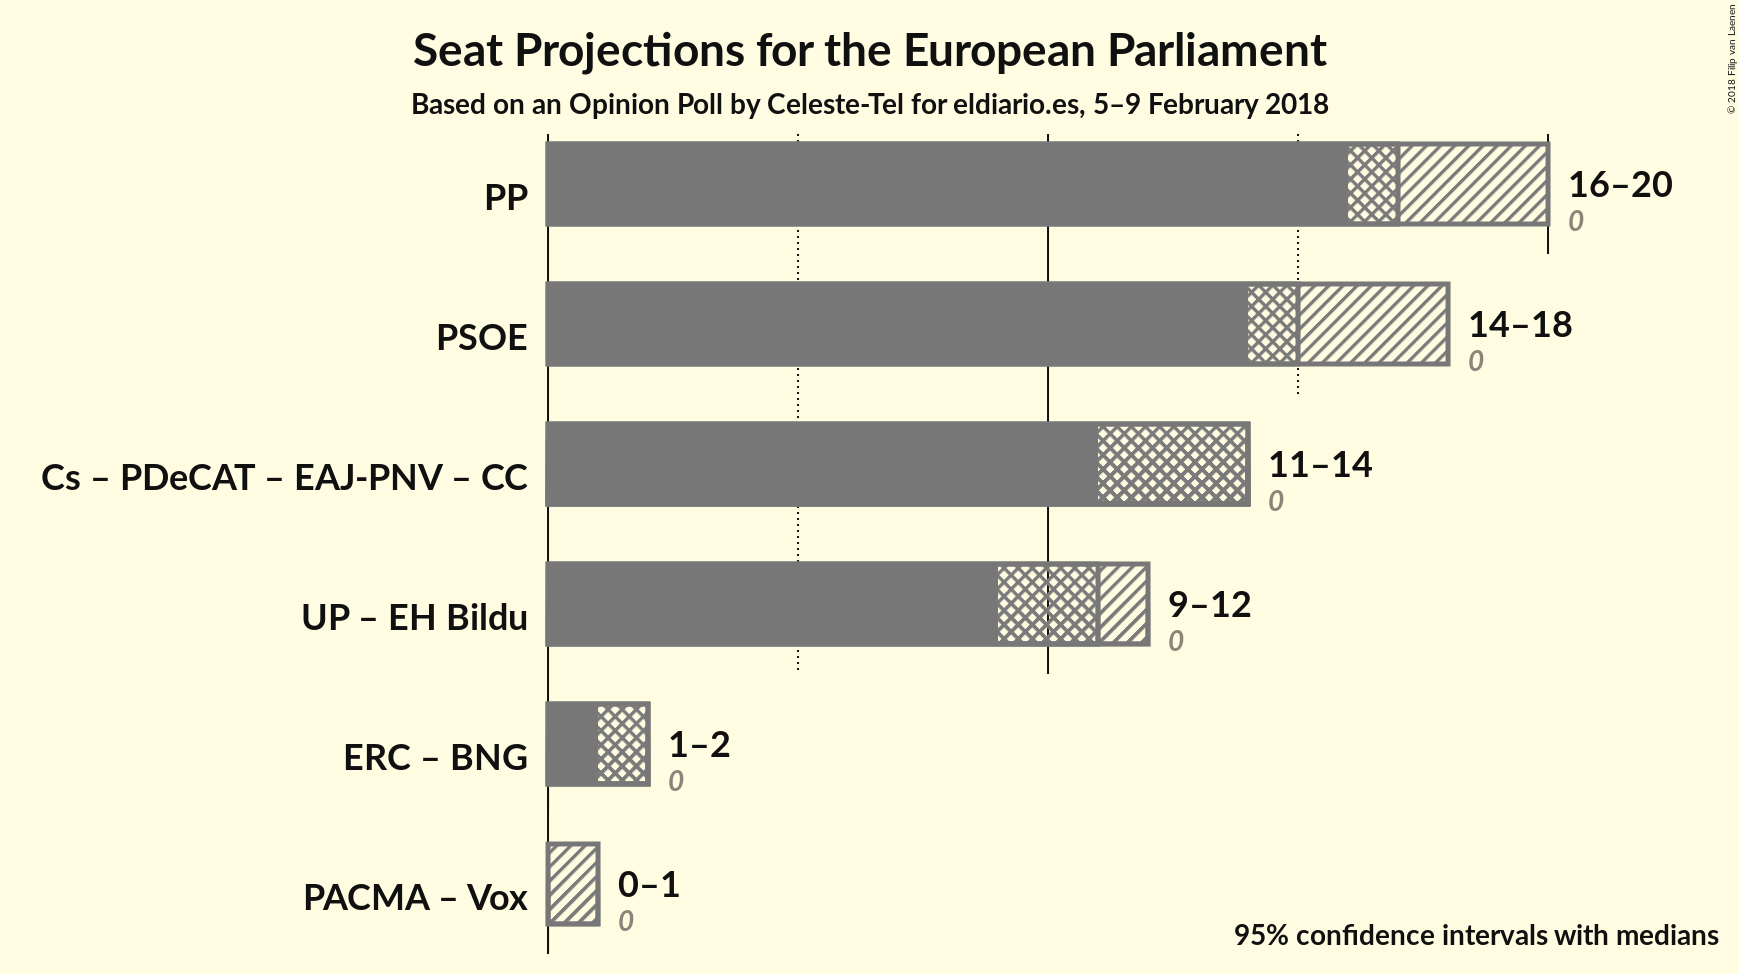 Seat Projections for the European Parliament
Based on an Opinion Poll by Celeste-Tel for eldiario.es, 5–9 February 2018
© 2018 Filip van Laenen
PP
16–20
0
PSOE
14–18
0
Cs – PDeCAT – EAJ-PNV – CC
11–14
0
UP – EH Bildu
9–12
0
ERC – BNG
1–2
0
PACMA – Vox
0–1
0
95% confidence intervals with medians